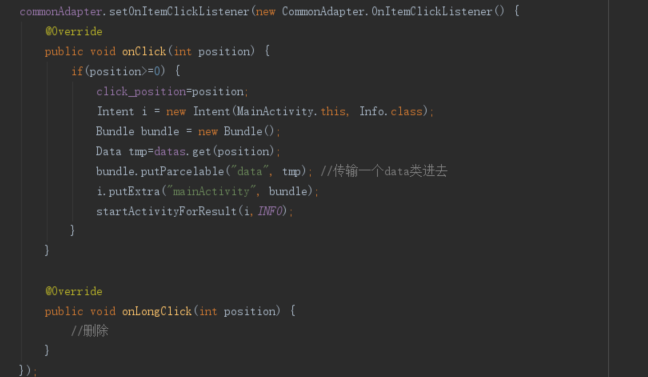 commonAdapter.setOnItemClickListener(new CommonAdapter.OnItemClickListener() {
@Override
public void onClick(int position) {
if(position>=0) {
click_position=position;
Intent i = new Intent(MainActivity.this, Info.class);
Bundle bundle = new Bundle();
Data tmp=datas.get(position);
bundle.putParcelable("data", tmp); //传输一个data类进去
i.putExtra("mainActivity", bundle);
startActivityForResult(i,INFO);
}
}
@Override
public void onLongClick(int position) {
//删除
}
});